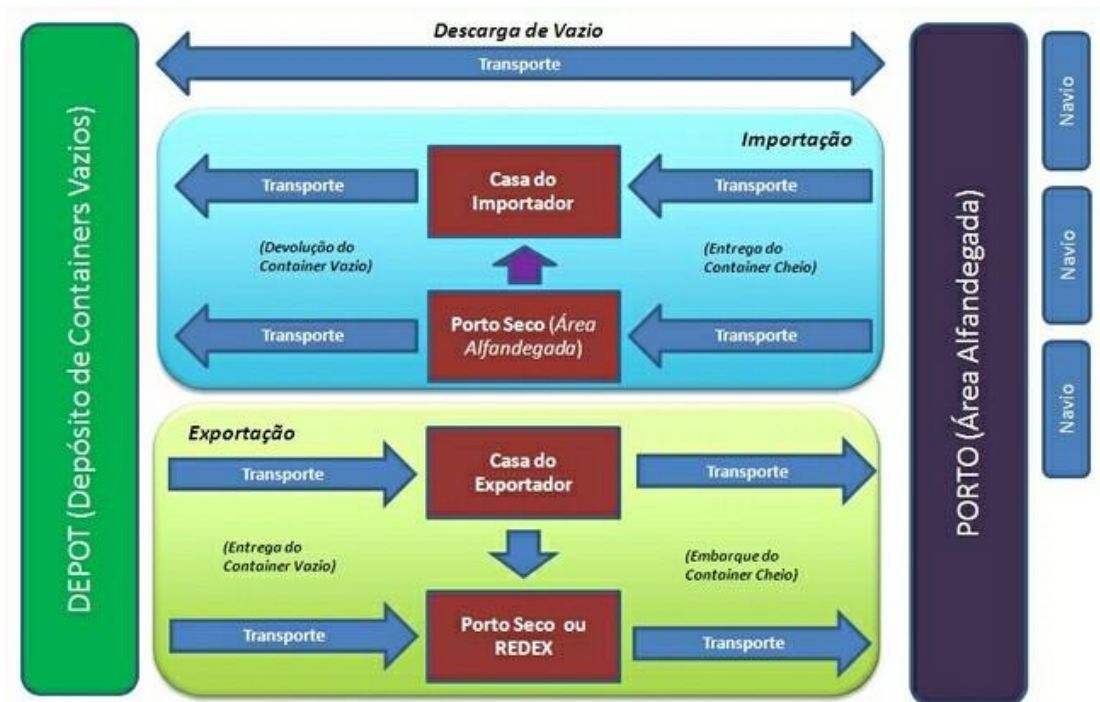 DEPOT (Depósito de Containers Vazios)
Descarga de Vazio
Transporte
Importação
Transporte
Casa do
Importador
Transporte
(Devolução do
Container Vazio)
(Entrega do
Container Cheio)
Transporte
Porto Seco (Área
Alfandegada)
Transporte
Exportação
Transporte
Casa do
Exportador
Transporte
(Entrega do
Container Vazio)
(Embarque do
Container Cheio)
Transporte
Porto Seco ou
REDEX
Transporte
PORTO (Área Alfandegada)
Navio
Navio
Navio